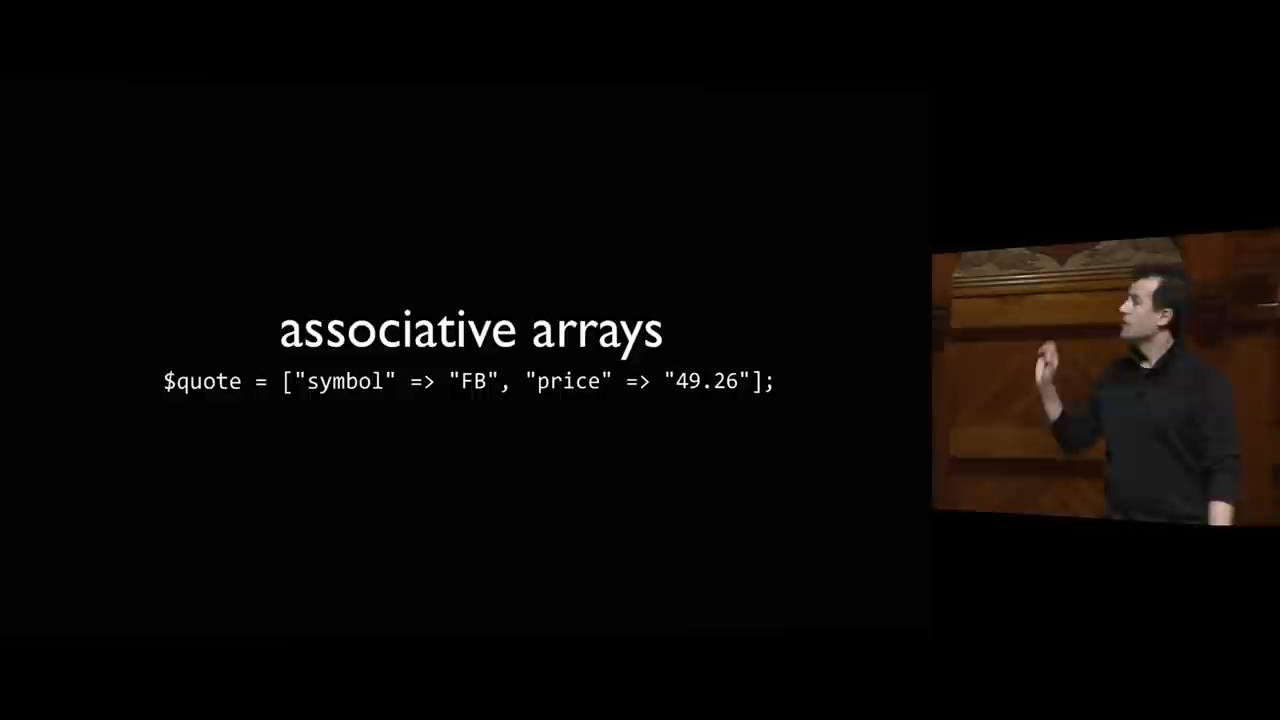 associative arrays
$quote = ["symbol" => "FB", "price" => "49.26"];